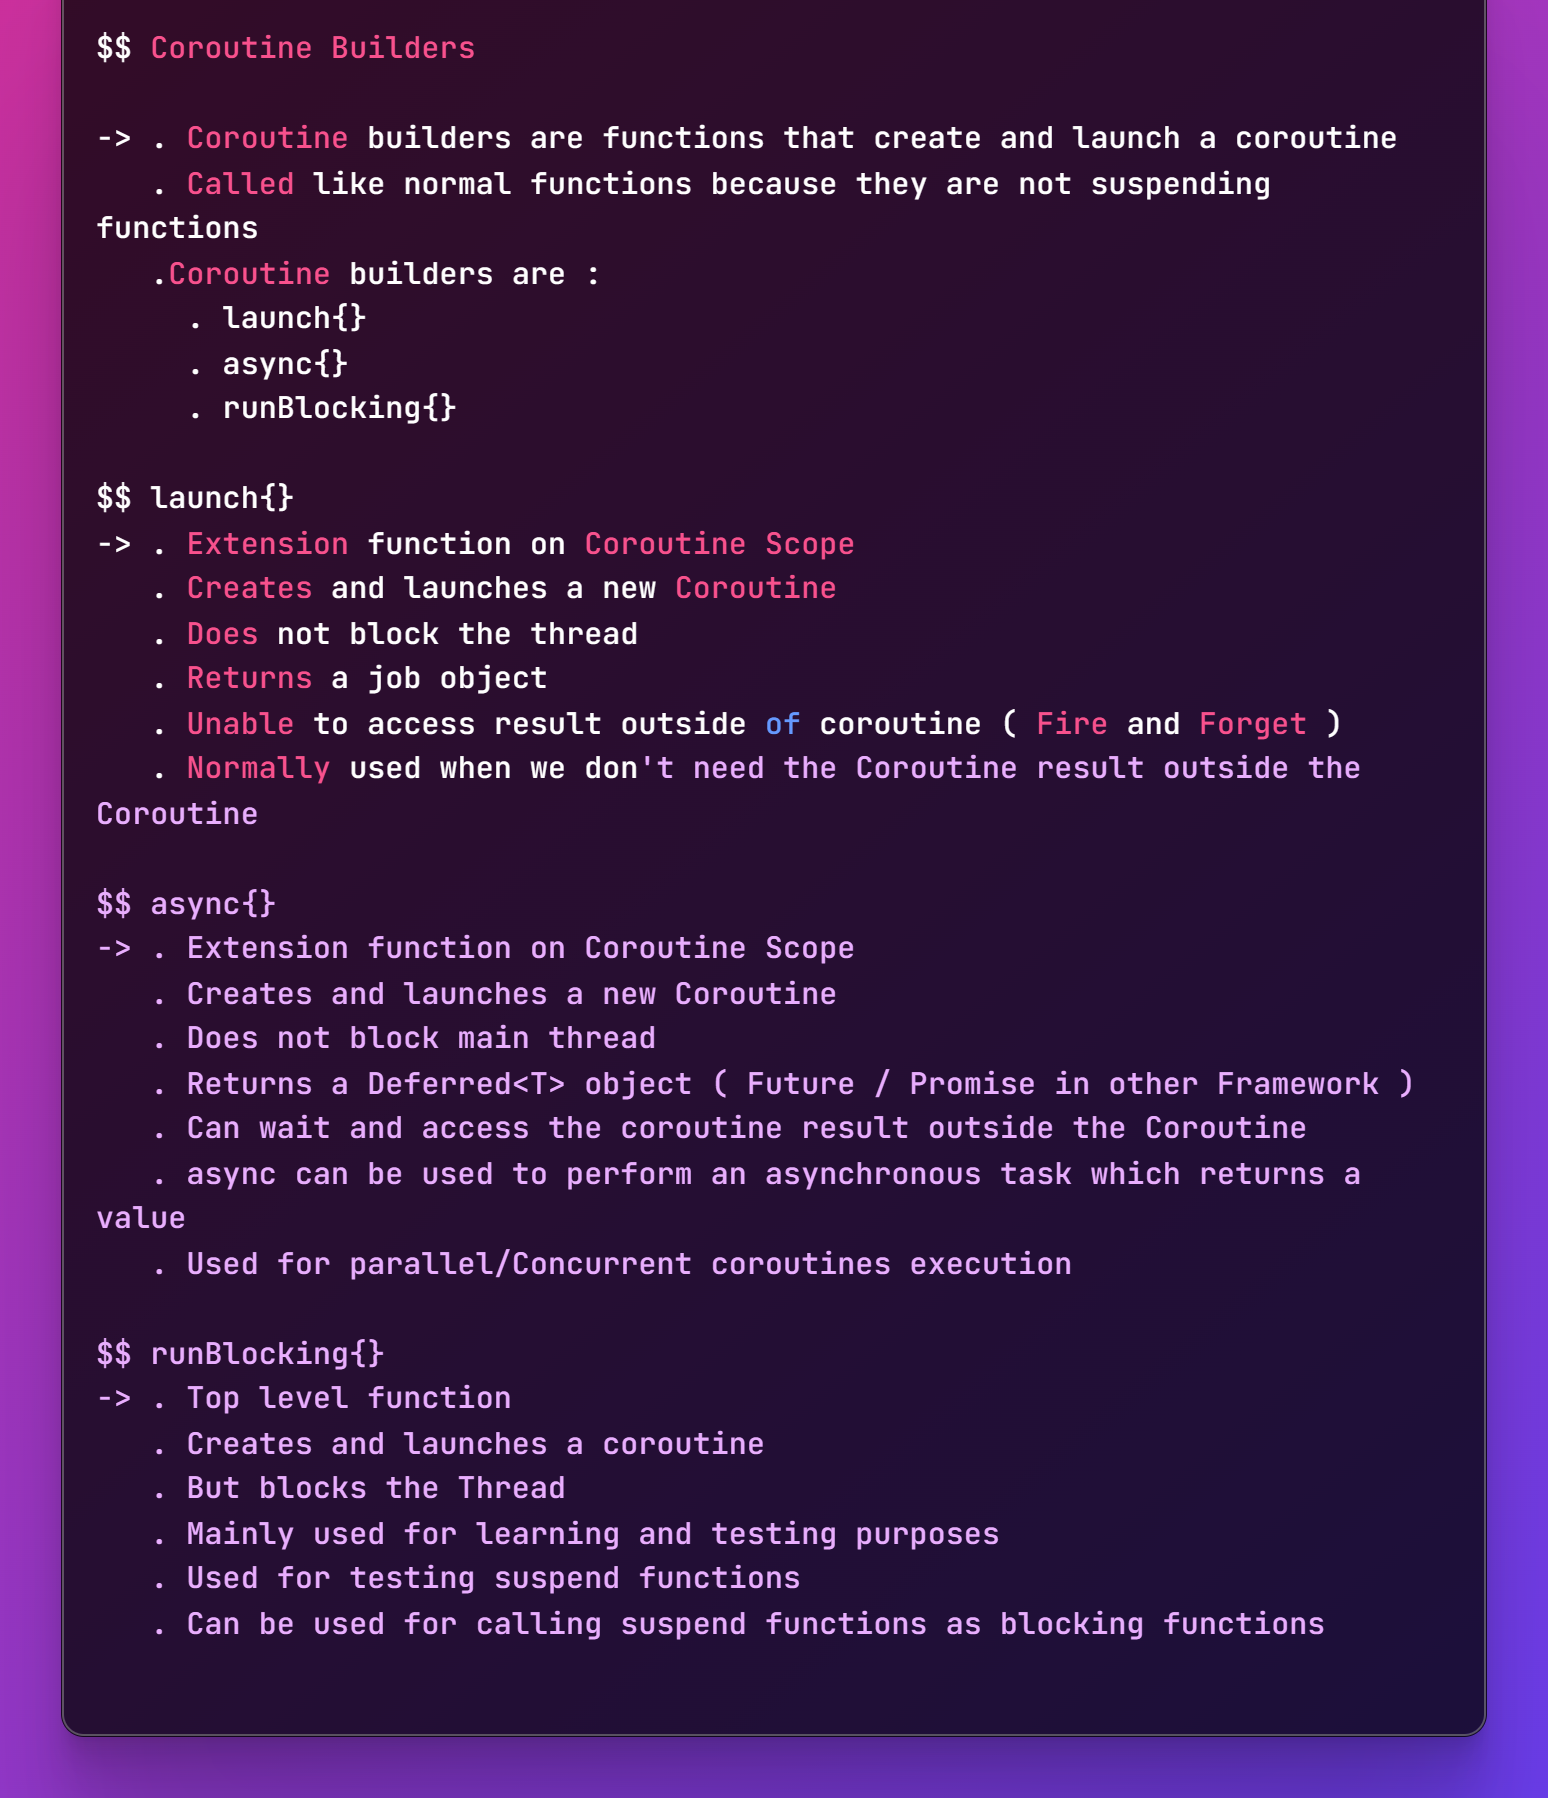 $$ Coroutine Builders
-> . Coroutine builders are functions that create and launch a coroutine
. Called like normal functions because they are not suspending
functions
.Coroutine builders are :
. launch{}
. async{}
. runBlocking{}
$$ launch{}
-> . Extension function on Coroutine Scope
. Creates and launches a new Coroutine
. Does not block the thread
. Returns a job object
. Unable to access result outside of coroutine ( Fire and Forget )
. Normally used when we don't need the Coroutine result outside the
Coroutine
$$ async{}
-> . Extension function on Coroutine Scope
. Creates and launches a new Coroutine
. Does not block main thread
. Returns a Deferred<T> object ( Future / Promise in other Framework )
. Can wait and access the coroutine result outside the Coroutine
. async can be used to perform an asynchronous task which returns a
value
. Used for parallel/Concurrent coroutines execution
$$ runBlocking{}
-> . Top level function
. Creates and launches a coroutine
. But blocks the Thread
. Mainly used for learning and testing purposes
. Used for testing suspend functions
. Can be used for calling suspend functions as blocking functions